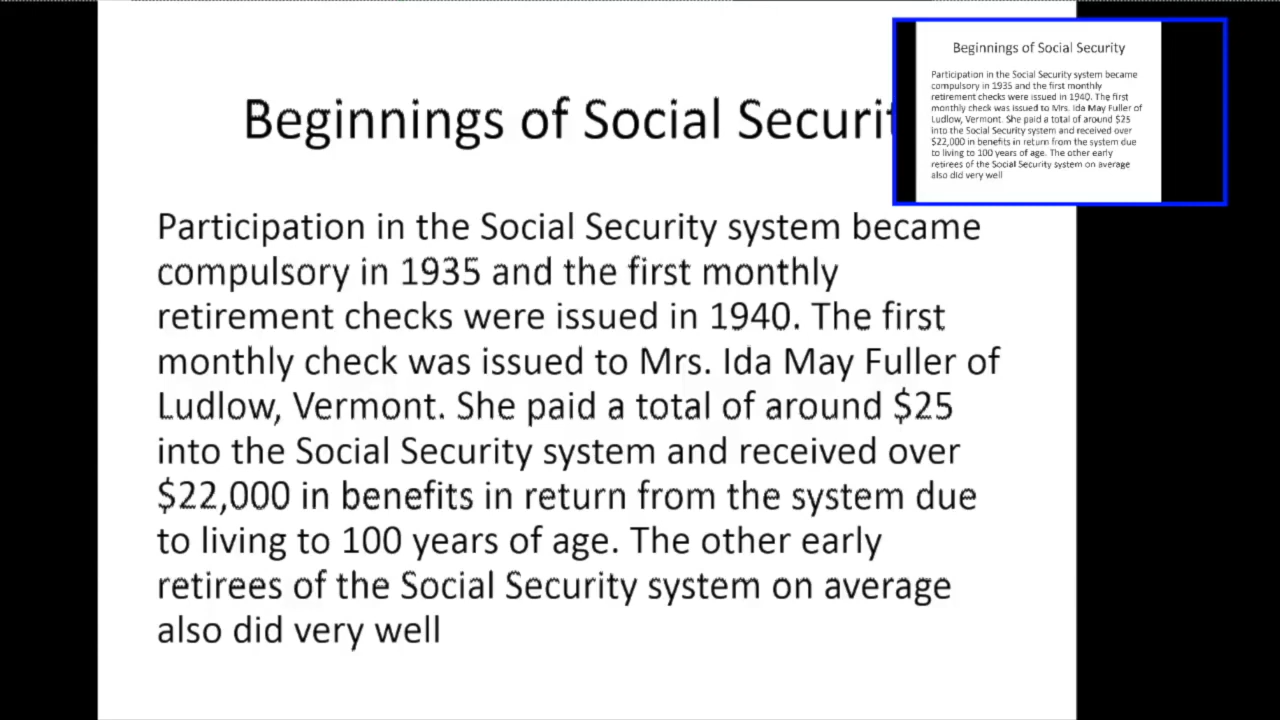 Beginnings of Social Securit
Participation in the Social Security system became
compulsory in 1935 and the first monthly
retirement checks were issued in 1940. The first
monthly check was issued to Mrs. Ida May Fuller of
Ludlow, Vermont. She paid a total of around $25
into the Social Security system and received over
$22,000 in benefits in return from the system due
to living to 100 years of age. The other early
retirees of the Social Security system on average
also did very well
Beginnings of Social Security
Participation in the Social Security system became
compulsory in 1935 and the first monthly
retirement checks were issued in 1940. The first
monthly check was issued to Mrs. Ida May Fuller of
Ludlow, Vermont. She paid a total of around $25
into the Social Security system and received over
$22,000 in benefits in return from the system due
to living to 100 years of age. The other early
retirees of the Social Security system on average
also did very well